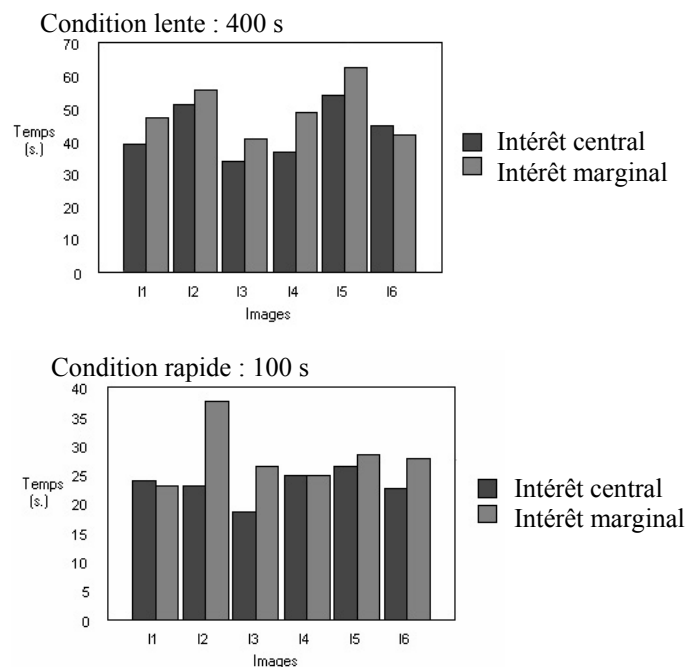 Condition lente : 400 s
70
60
50
40
30
20
10
0
Temps
(s.)
I1 I2 I3 I4 I5 I6
Images
Intérêt central
Intérêt marginal
Condition rapide : 100 s
40
35
30
25
20
15
10
5
0
Temps
(s.)
I1 I2 I3 I4 I5 I6
Images
Intérêt central
Intérêt marginal